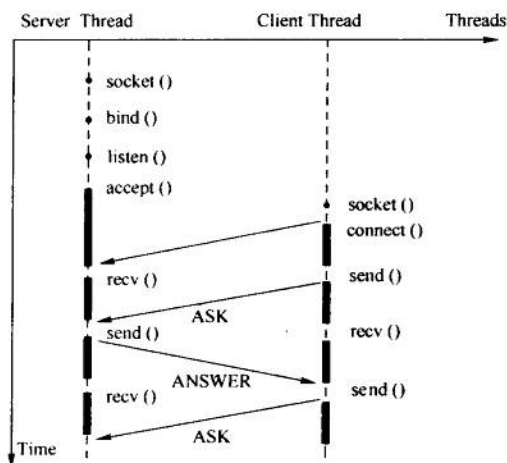 Server Thread Client Thread Threads
socket ()
bind ()
listen ()
accept ()
socket ()
connect ()
recv ()
send ()
ASK
send ()
recv ()
ANSWER
recv ()
send ()
ASK
Time